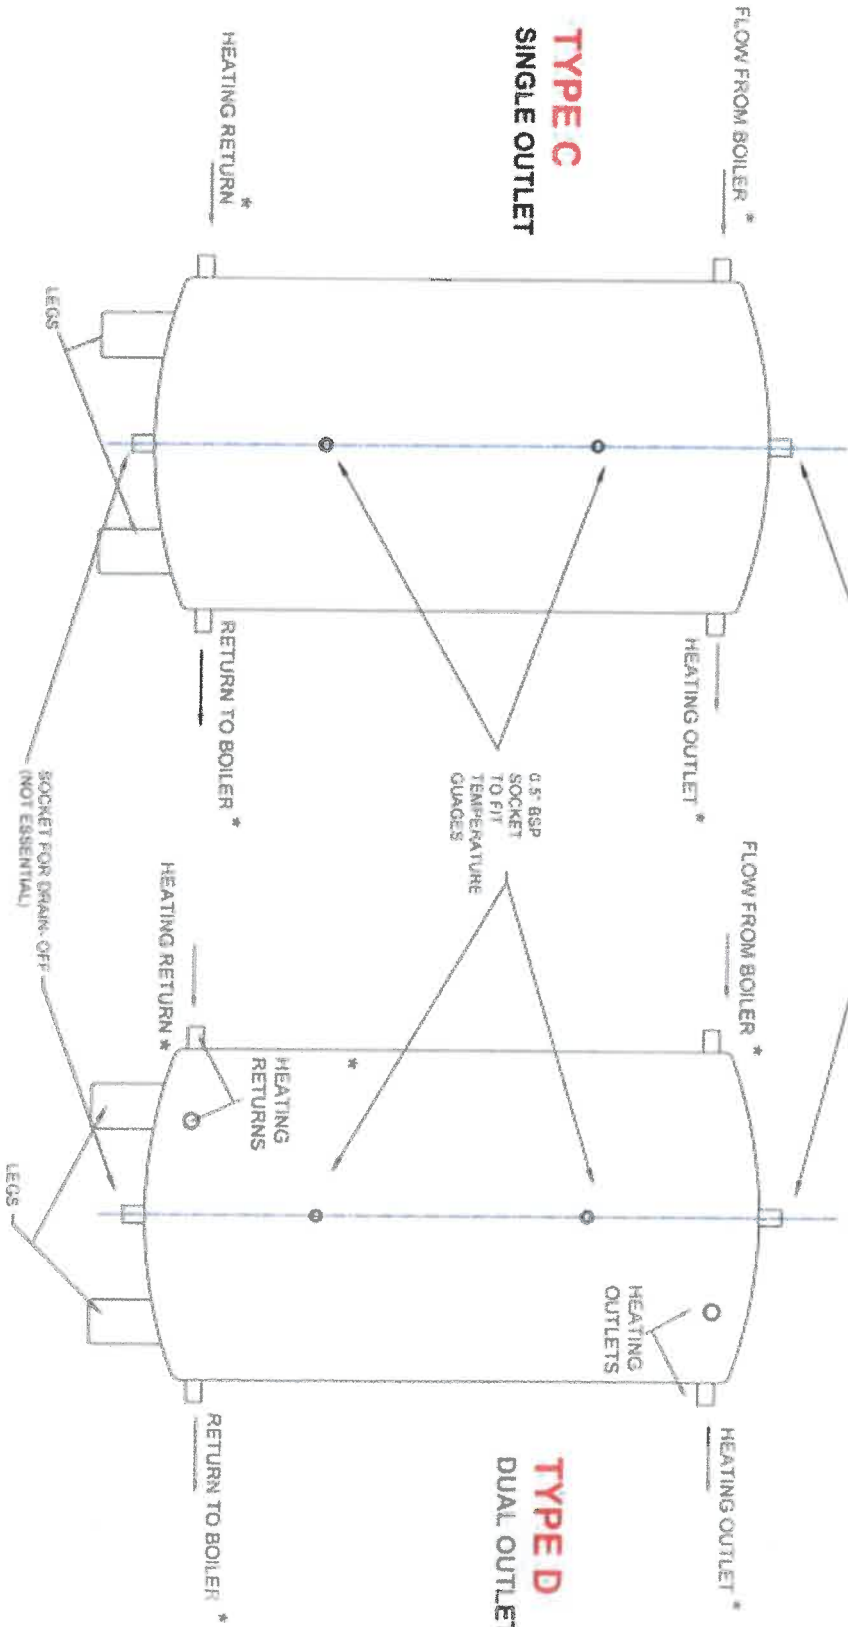 TYPE C
SINGLE OUTLET
FLOW FROM BOILER *
HEATING OUTLET *
HEATING RETURN *
RETURN TO BOILER *
LEGS
0.5" BSP
SOCKET
TO FIT
TEMPERATURE
GUAGES
SOCKET FOR DRAIN-OFF
(NOT ESSENTIAL)
TYPE D
DUAL OUTLET
FLOW FROM BOILER *
HEATING OUTLET *
HEATING
OUTLETS
*
HEATING
RETURNS
HEATING RETURN *
RETURN TO BOILER *
LEGS